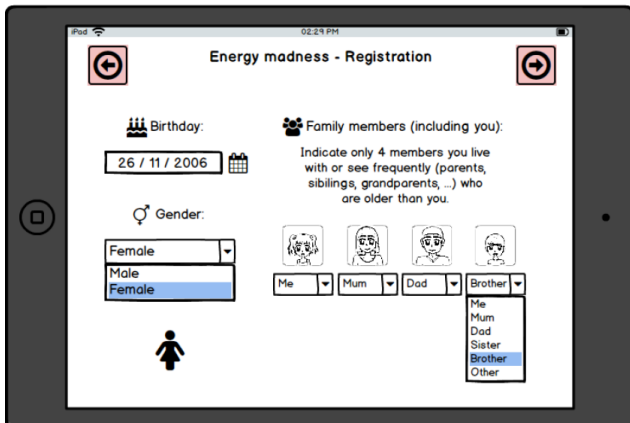 iPad
02:29 PM
Energy madness - Registration
Birthday:
26 / 11 / 2006
Gender:
Female
Male
Female
Family members (including you):
Indicate only 4 members you live
with or see frequently (parents,
sibilings, grandparents, ...) who
are older than you.
Me Mum Dad Brother
Me
Mum
Dad
Sister
Brother
Other